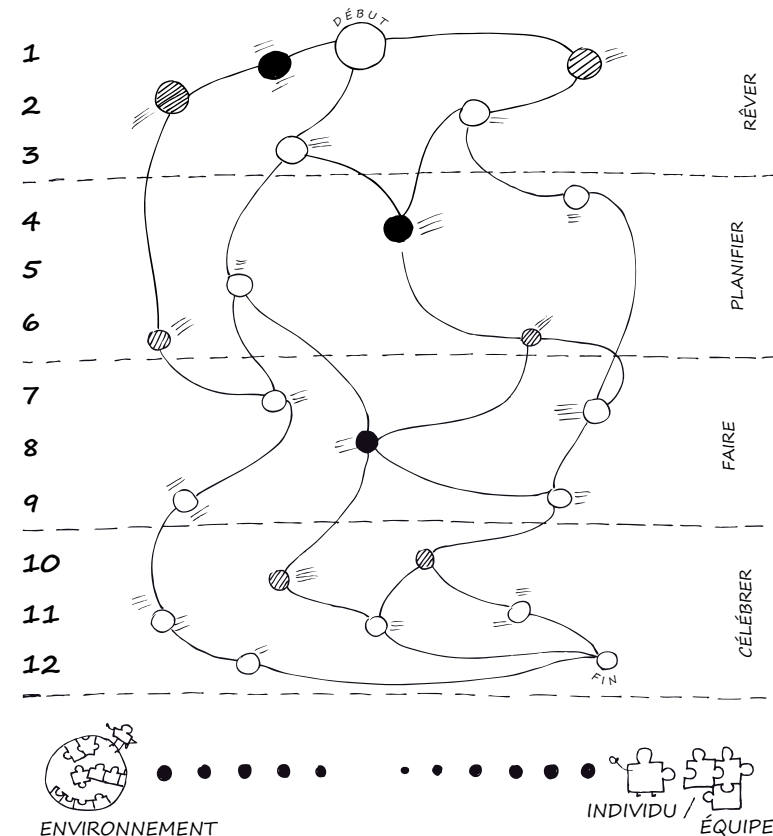 DÉBUT
1
2
3
RÊVER
4
5
6
PLANIFIER
7
8
9
FAIRE
10
11
12
CÉLÉBRER
FIN
ENVIRONNEMENT
INDIVIDU /
ÉQUIPE